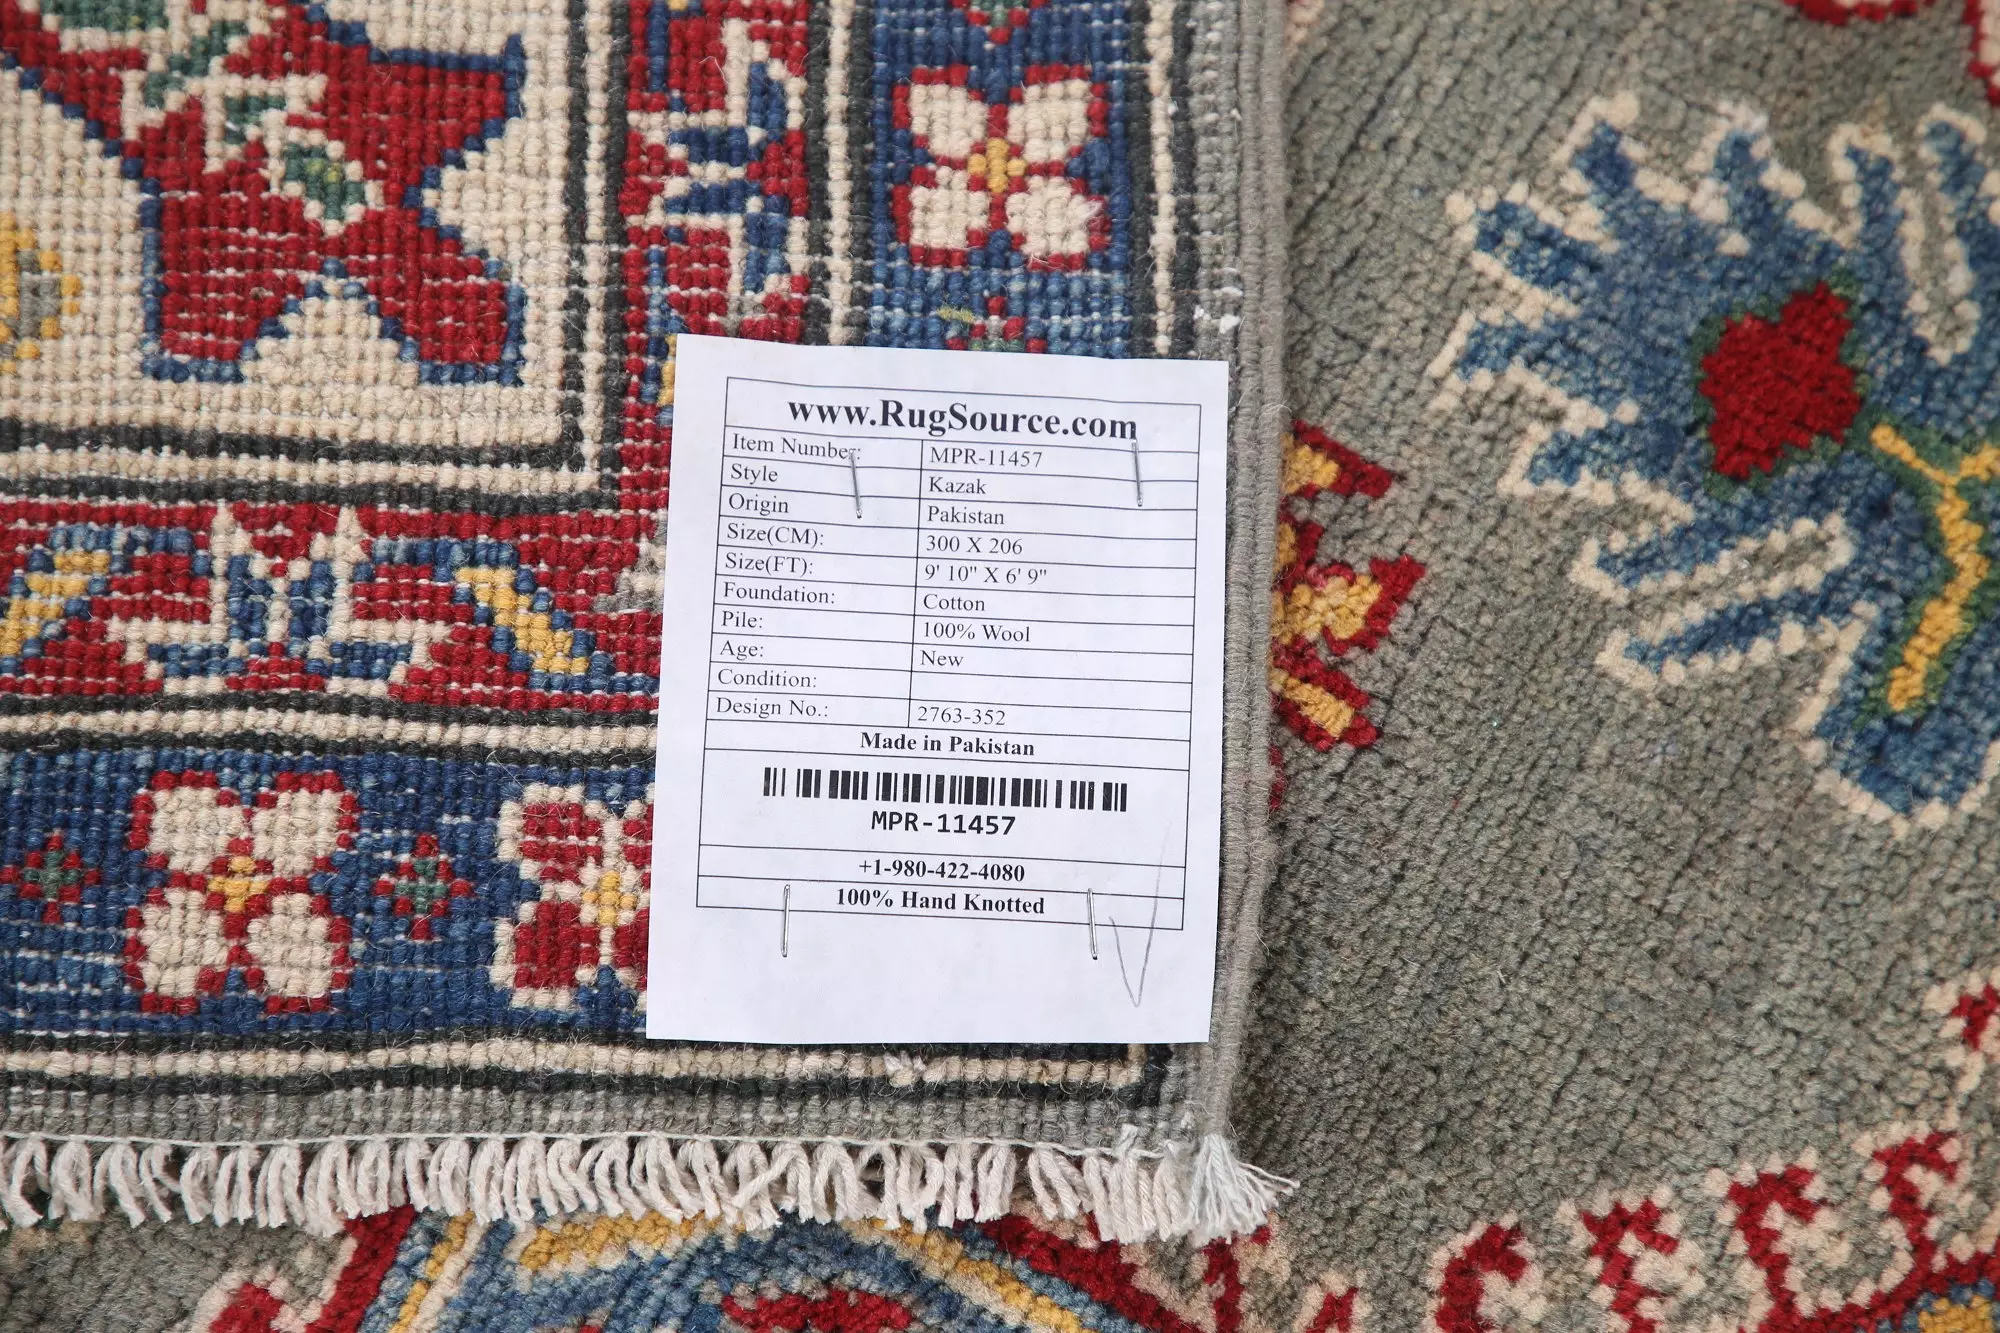 www.RugSource.com
Item Number: MPR-11457
Style Kazak
Origin Pakistan
Size(CM): 300 X 206
Size(FT): 9' 10" X 6' 9"
Foundation: Cotton
Pile: 100% Wool
Age: New
Condition:
Design No.: 2763-352
Made in Pakistan
MPR-11457
+1-980-422-4080
100% Hand Knotted